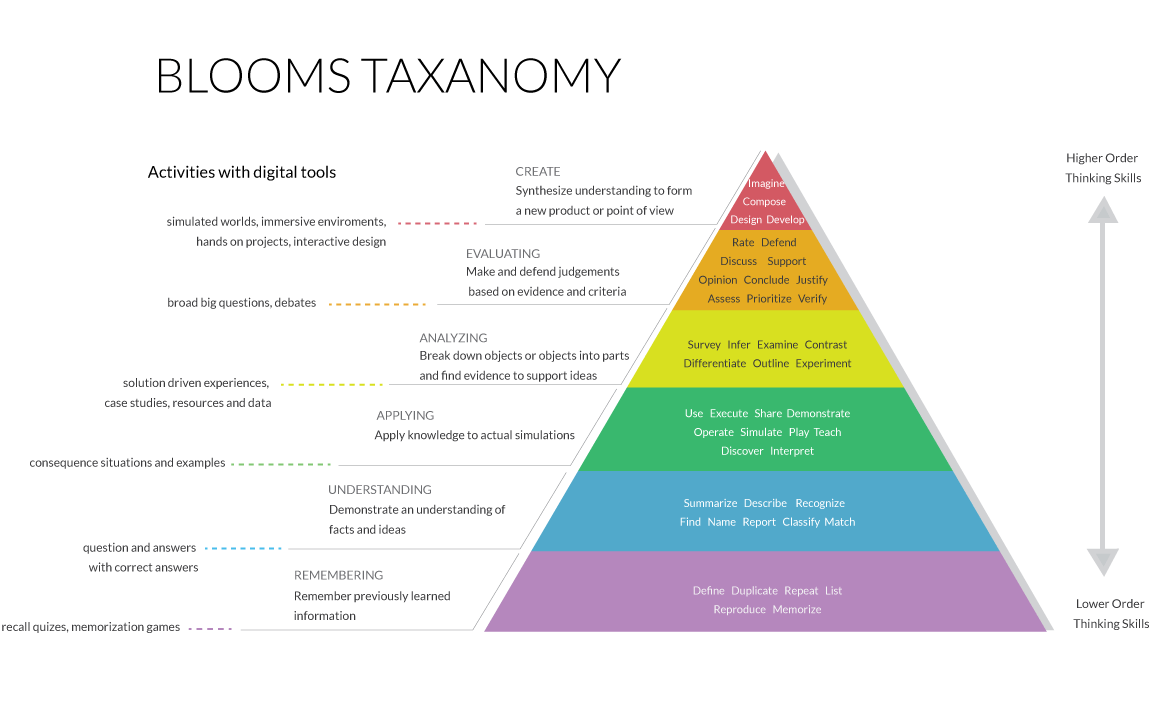 BLOOMS TAXANOMY
Activities with digital tools
CREATE
Synthesize understanding to form
a new product or point of view
simulated worlds, immersive enviroments,
hands on projects, interactive design
EVALUATING
Make and defend judgements
based on evidence and criteria
broad big questions, debates
ANALYZING
Break down objects or objects into parts
and find evidence to support ideas
solution driven experiences,
case studies, resources and data
APPLYING
Apply knowledge to actual simulations
consequence situations and examples
UNDERSTANDING
Demonstrate an understanding of
facts and ideas
question and answers
with correct answers
REMEMBERING
Remember previously learned
information
recall quizes, memorization games
Imagine
Compose
Design Develop
Rate Defend
Discuss Support
Opinion Conclude Justify
Assess Prioritize Verify
Survey Infer Examine Contrast
Differentiate Outline Experiment
Use Execute Share Demonstrate
Operate Simulate Play Teach
Discover Interpret
Summarize Describe Recognize
Find Name Report Classify Match
Define Duplicate Repeat List
Reproduce Memorize
Higher Order
Thinking Skills
Lower Order
Thinking Skills